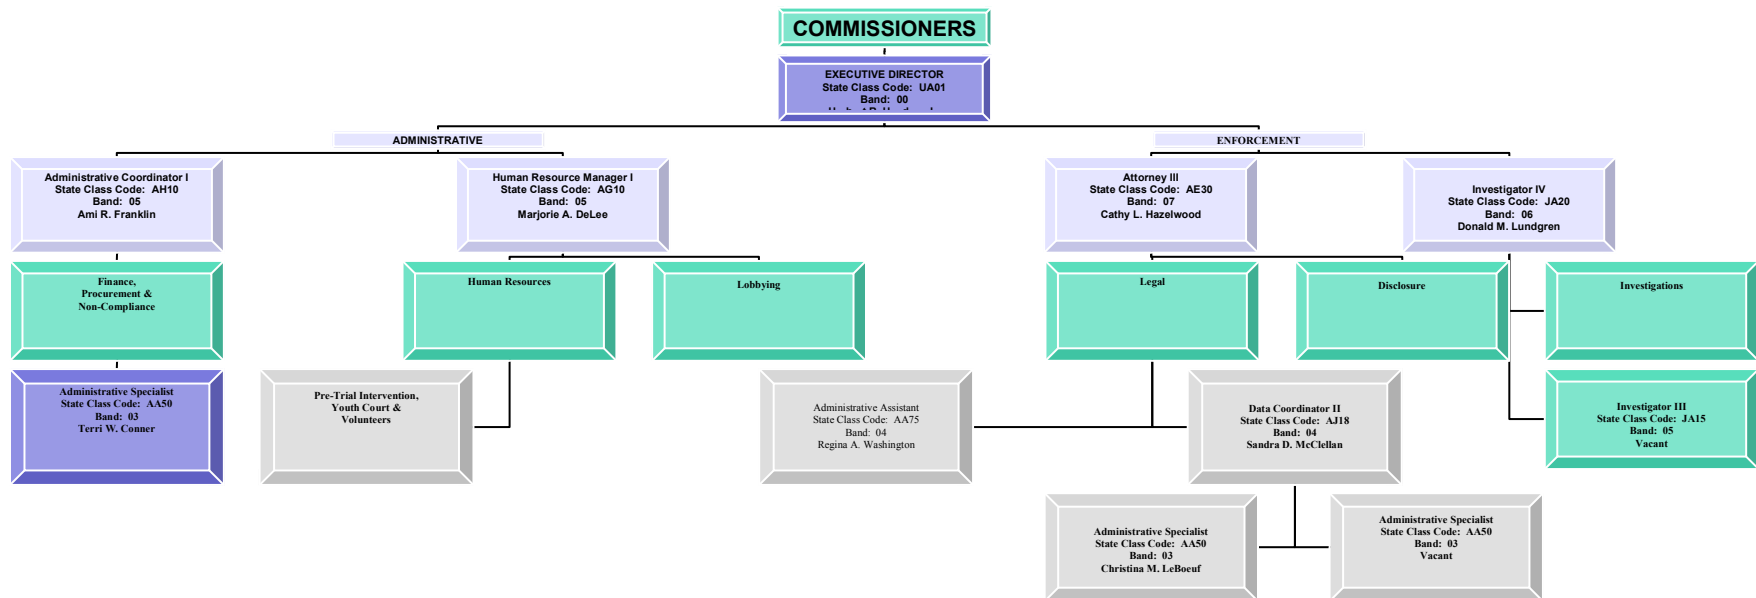 COMMISSIONERS
EXECUTIVE DIRECTOR
State Class Code: UA01
Band: 00
ADMINISTRATIVE
ENFORCEMENT
Administrative Coordinator I
State Class Code: AH10
Band: 05
Ami R. Franklin
Human Resource Manager I
State Class Code: AG10
Band: 05
Marjorie A. DeLee
Attorney III
State Class Code: AE30
Band: 07
Cathy L. Hazelwood
Investigator IV
State Class Code: JA20
Band: 06
Donald M. Lundgren
Finance,
Procurement &
Non-Compliance
Human Resources
Lobbying
Legal
Disclosure
Investigations
Administrative Specialist
State Class Code: AA50
Band: 03
Terri W. Conner
Pre-Trial Intervention,
Youth Court &
Volunteers
Administrative Assistant
State Class Code: AA75
Band: 04
Regina A. Washington
Data Coordinator II
State Class Code: AJ18
Band: 04
Sandra D. McClellan
Investigator III
State Class Code: JA15
Band: 05
Vacant
Administrative Specialist
State Class Code: AA50
Band: 03
Christina M. LeBoeuf
Administrative Specialist
State Class Code: AA50
Band: 03
Vacant